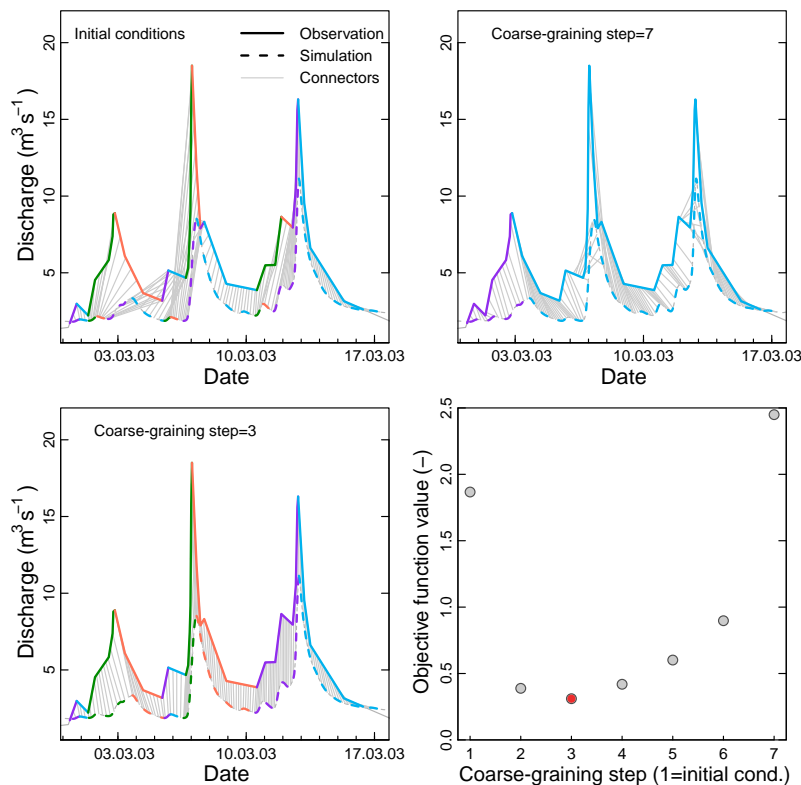 Initial conditions
Observation
Simulation
Connectors
Discharge (m³ s⁻¹)
20
15
10
5
03.03.03 10.03.03 17.03.03
Date
Coarse-graining step=7
20
15
10
5
03.03.03 10.03.03 17.03.03
Date
Coarse-graining step=3
Discharge (m³ s⁻¹)
20
15
10
5
03.03.03 10.03.03 17.03.03
Date
Objective function value (−)
2.5
2.0
1.5
1.0
0.5
0.0
1 2 3 4 5 6 7
Coarse-graining step (1=initial cond.)